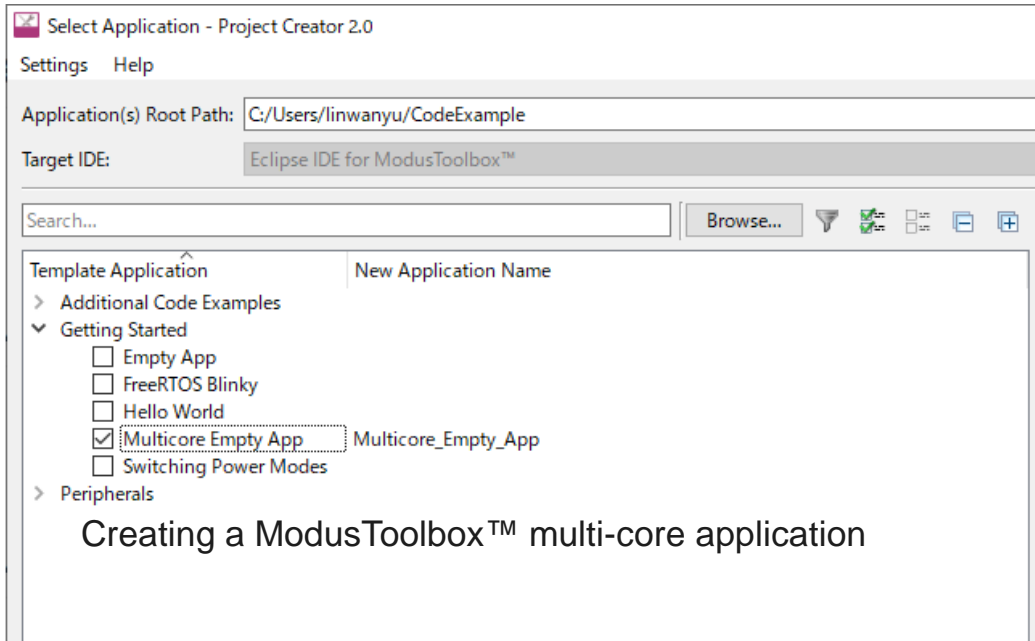 Select Application - Project Creator 2.0
Settings Help
Application(s) Root Path: C:/Users/linwanyu/CodeExample
Target IDE: Eclipse IDE for ModusToolbox™
Search... Browse...
Template Application New Application Name
Additional Code Examples
Getting Started
Empty App
FreeRTOS Blinky
Hello World
Multicore Empty App Multicore_Empty_App
Switching Power Modes
Peripherals
Creating a ModusToolbox™ multi-core application